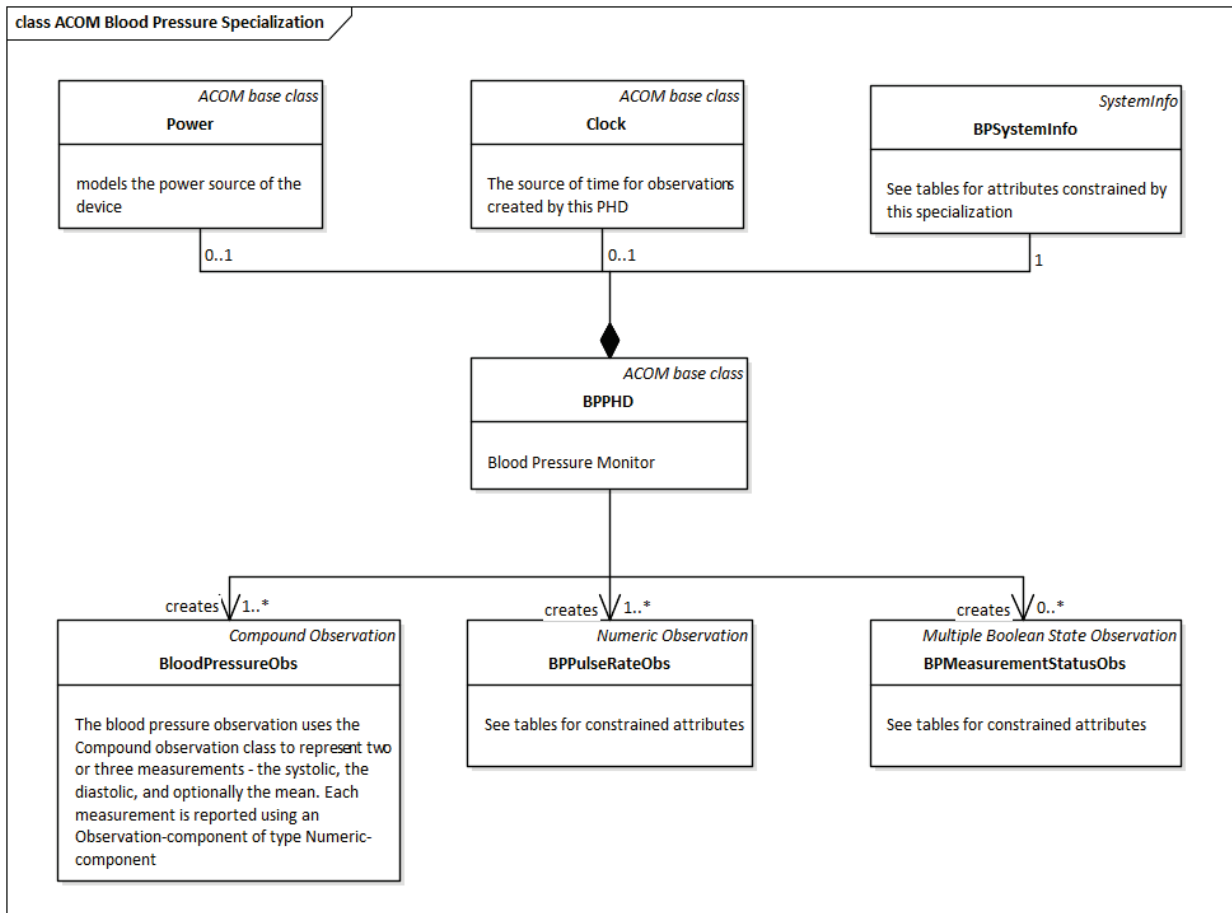 class ACOM Blood Pressure Specialization
ACOM base class
Power
models the power source of the
device
ACOM base class
Clock
The source of time for observations
created by this PHD
SystemInfo
BPSystemInfo
See tables for attributes constrained by
this specialization
0..1
0..1
1
ACOM base class
BPPHD
Blood Pressure Monitor
creates
1..*
creates
1..*
creates
0..*
Compound Observation
BloodPressureObs
The blood pressure observation uses the
Compound observation class to represent two
or three measurements - the systolic, the
diastolic, and optionally the mean. Each
measurement is reported using an
Observation-component of type Numeric-
component
Numeric Observation
BPPulseRateObs
See tables for constrained attributes
Multiple Boolean State Observation
BPMeasurementStatusObs
See tables for constrained attributes